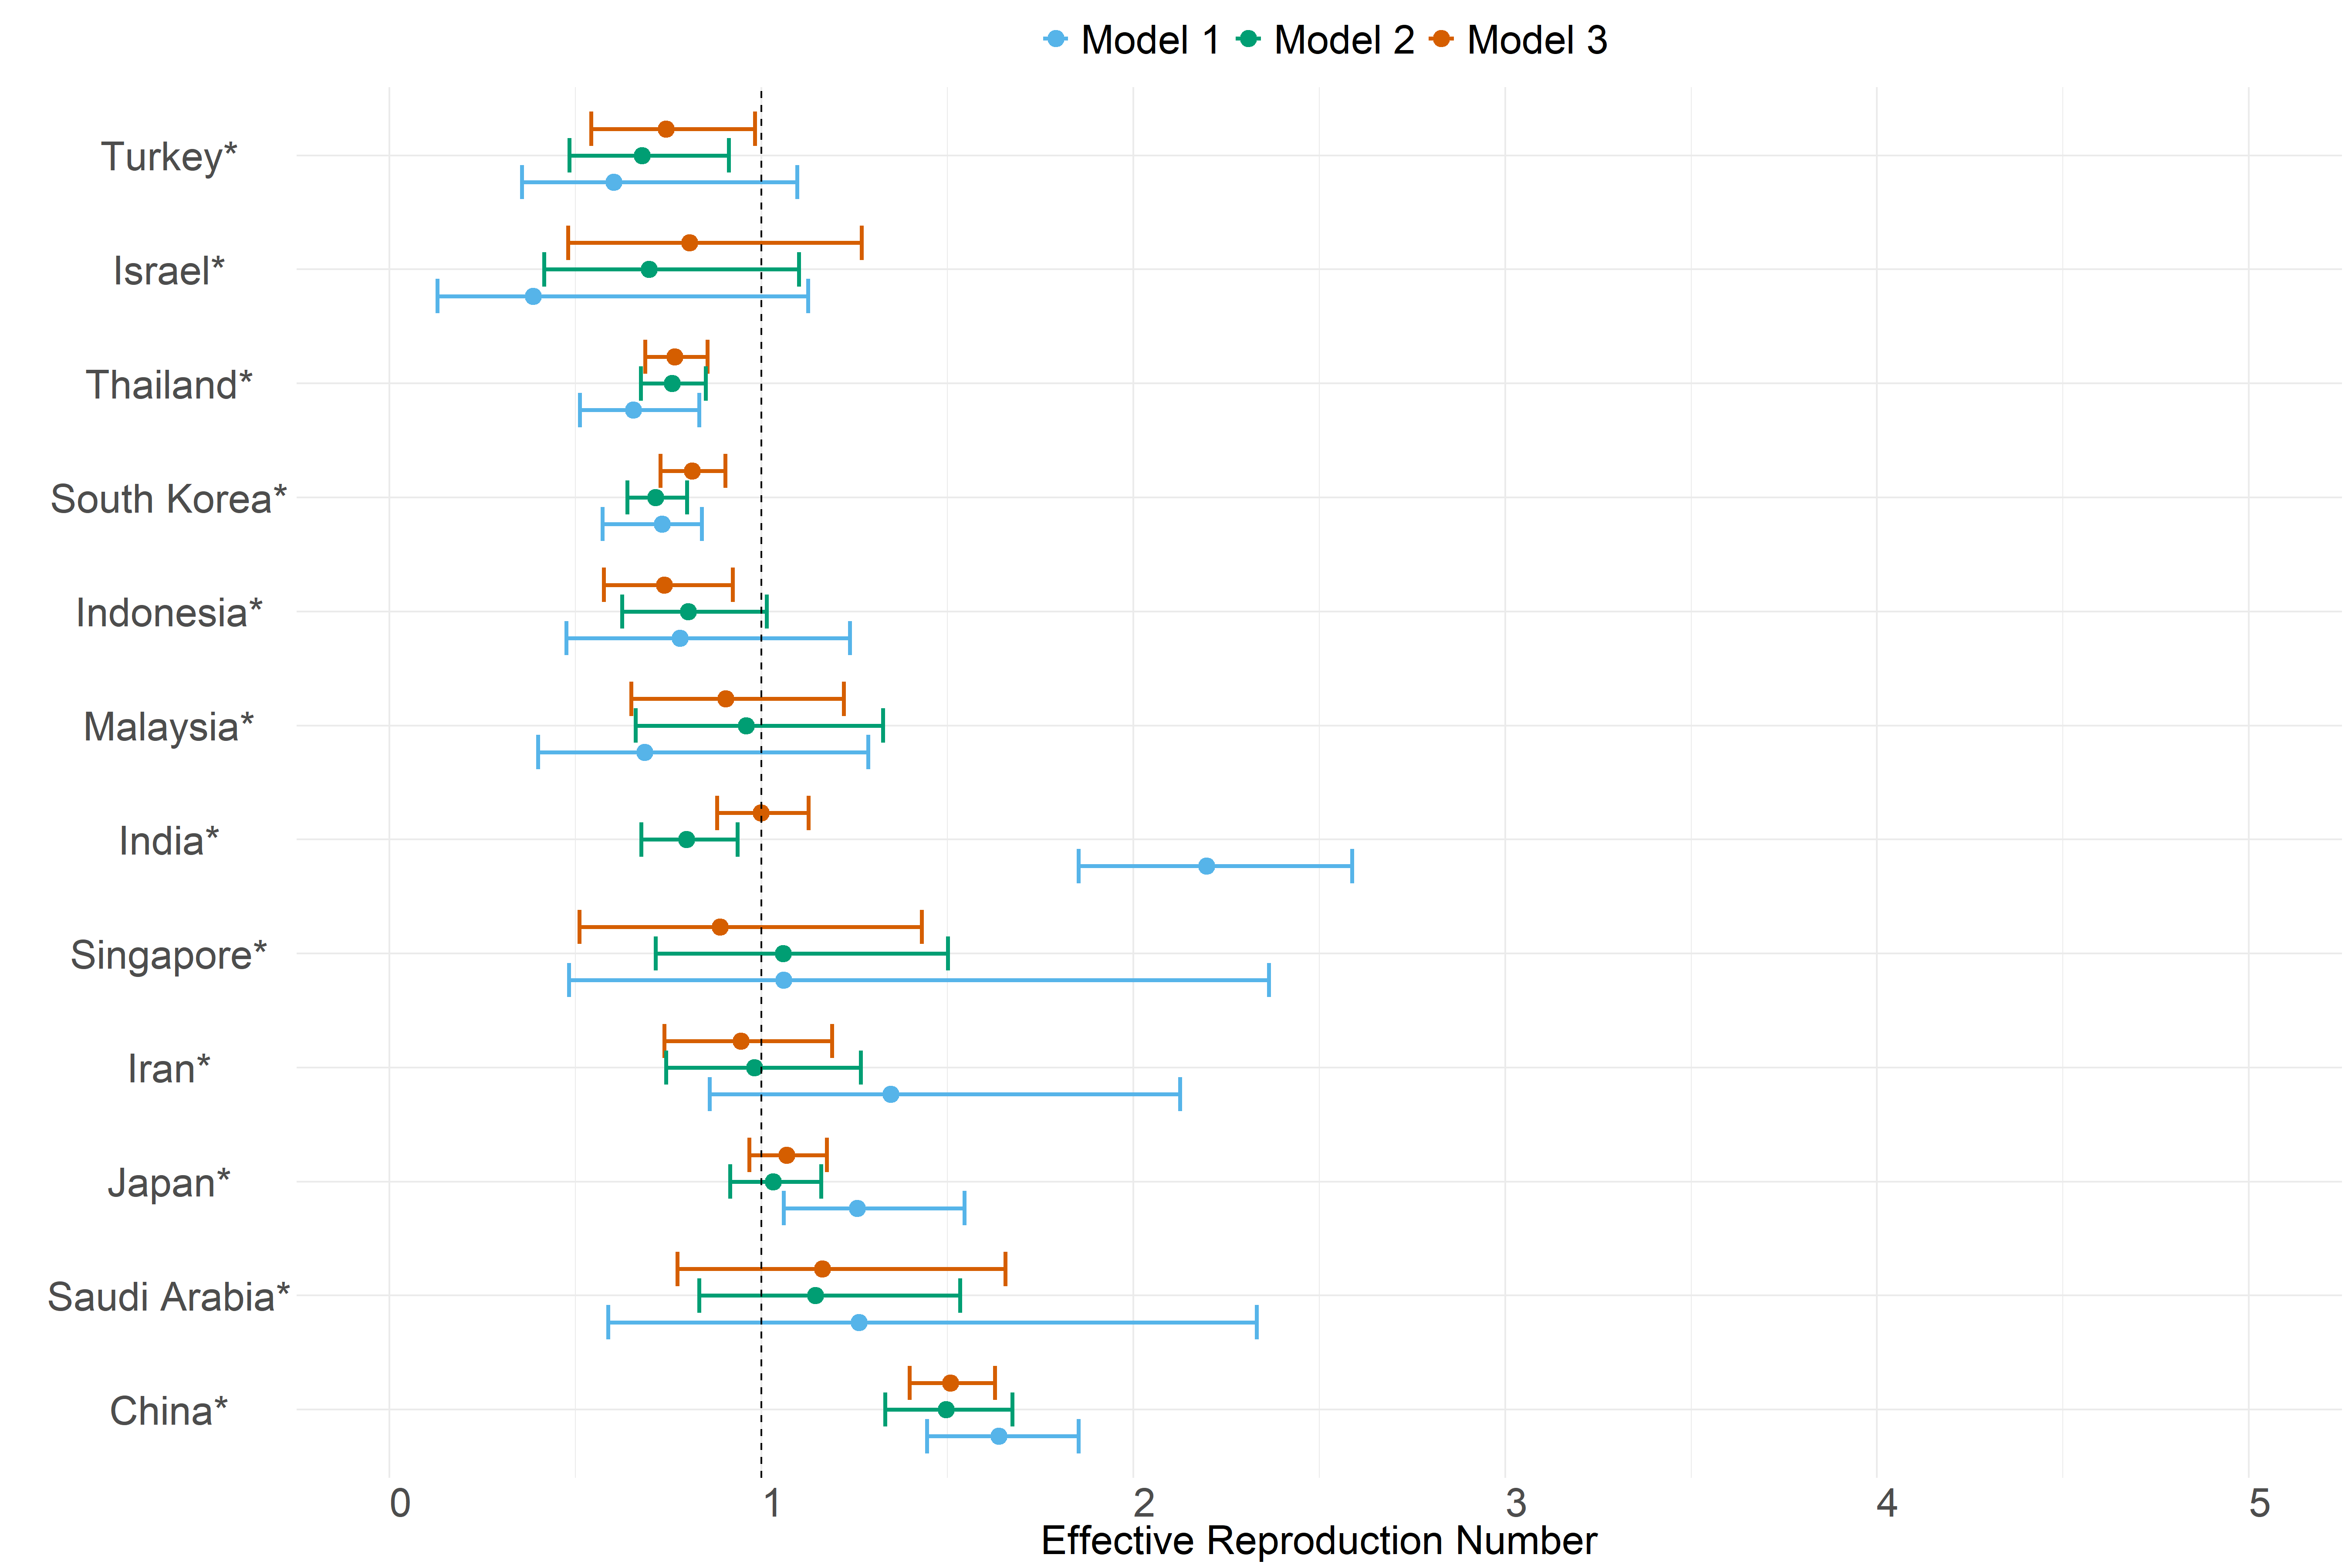 Model 1 Model 2 Model 3
Turkey*
Israel*
Thailand*
South Korea*
Indonesia*
Malaysia*
India*
Singapore*
Iran*
Japan*
Saudi Arabia*
China*
0 1 2 3 4 5
Effective Reproduction Number